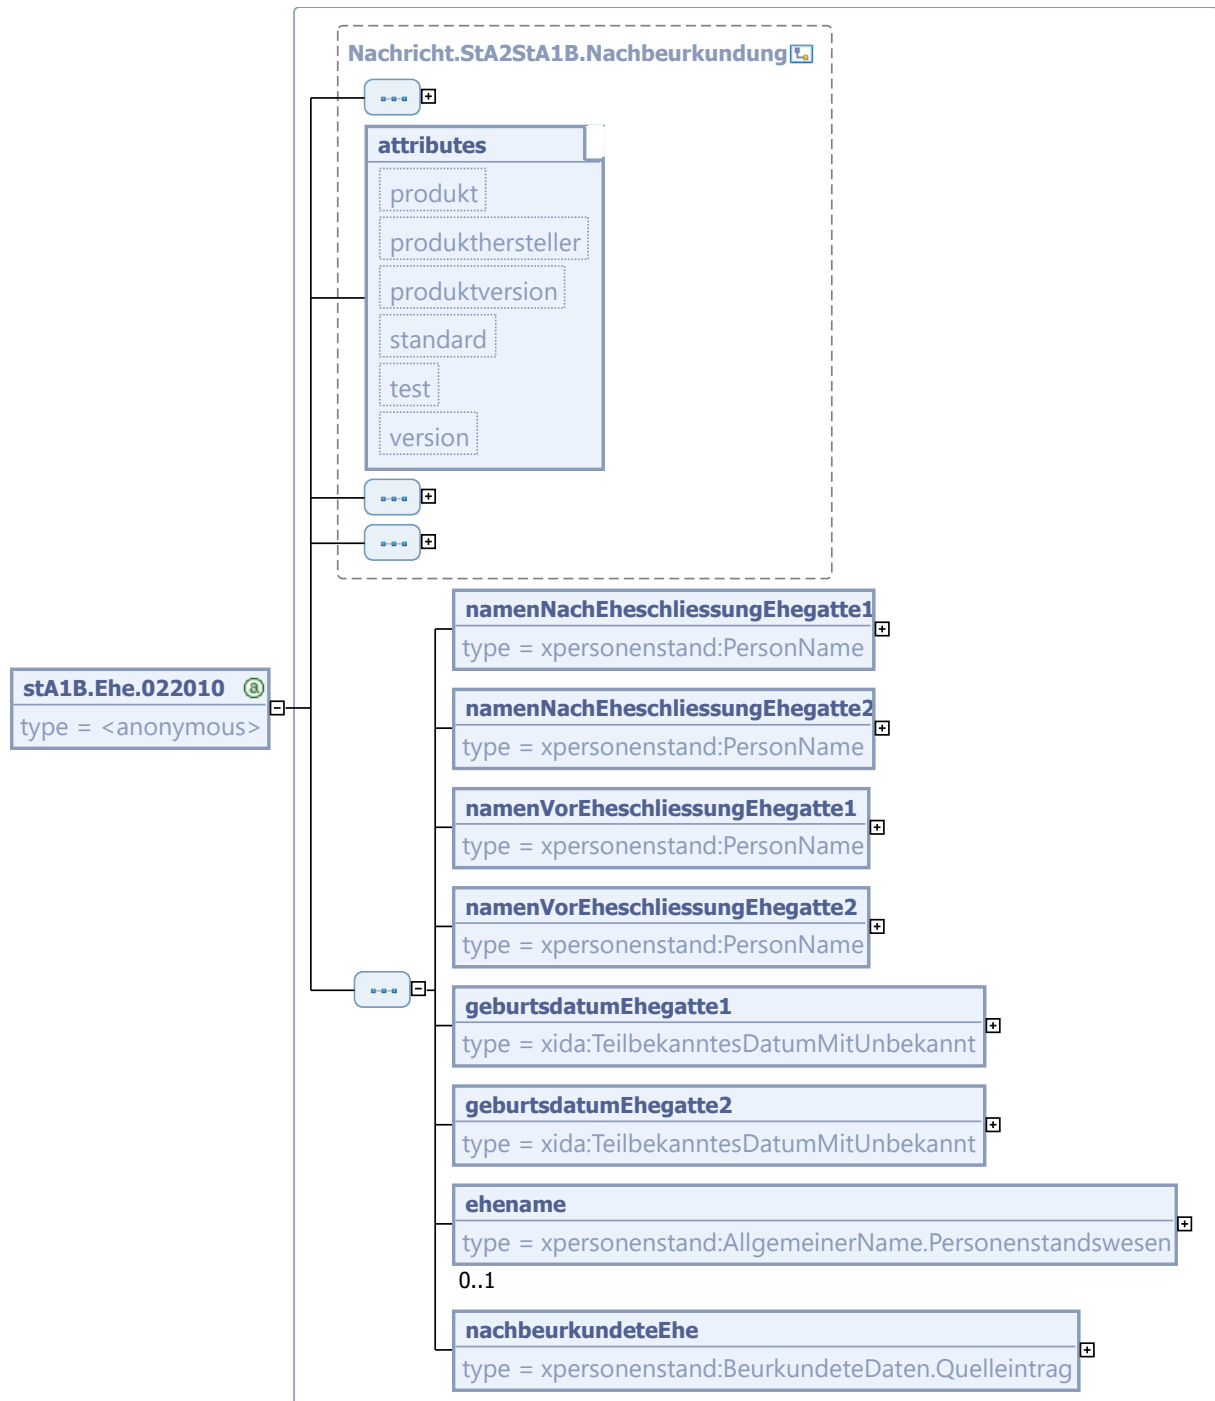 Nachricht.StA2StA1B.Nachbeurkundung
attributes
produkt
produkthersteller
produktversion
standard
test
version
namenNachEheschliessungEhegatte1
type = xpersonenstand:PersonName
stA1B.Ehe.022010
type = <anonymous>
namenNachEheschliessungEhegatte2
type = xpersonenstand:PersonName
namenVorEheschliessungEhegatte1
type = xpersonenstand:PersonName
namenVorEheschliessungEhegatte2
type = xpersonenstand:PersonName
geburtsdatumEhegatte1
type = xida:TeilbekanntesDatumMitUnbekannt
geburtsdatumEhegatte2
type = xida:TeilbekanntesDatumMitUnbekannt
ehename
type = xpersonenstand:AllgemeinerName.Personenstandswesen
0..1
nachbeurkundeteEhe
type = xpersonenstand:BeurkundeteDaten.Quelleintrag